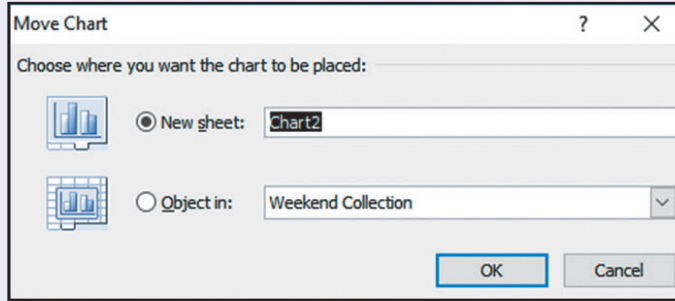 Move Chart ?
Choose where you want the chart to be placed:
New sheet: Chart2
Object in: Weekend Collection
OK Cancel